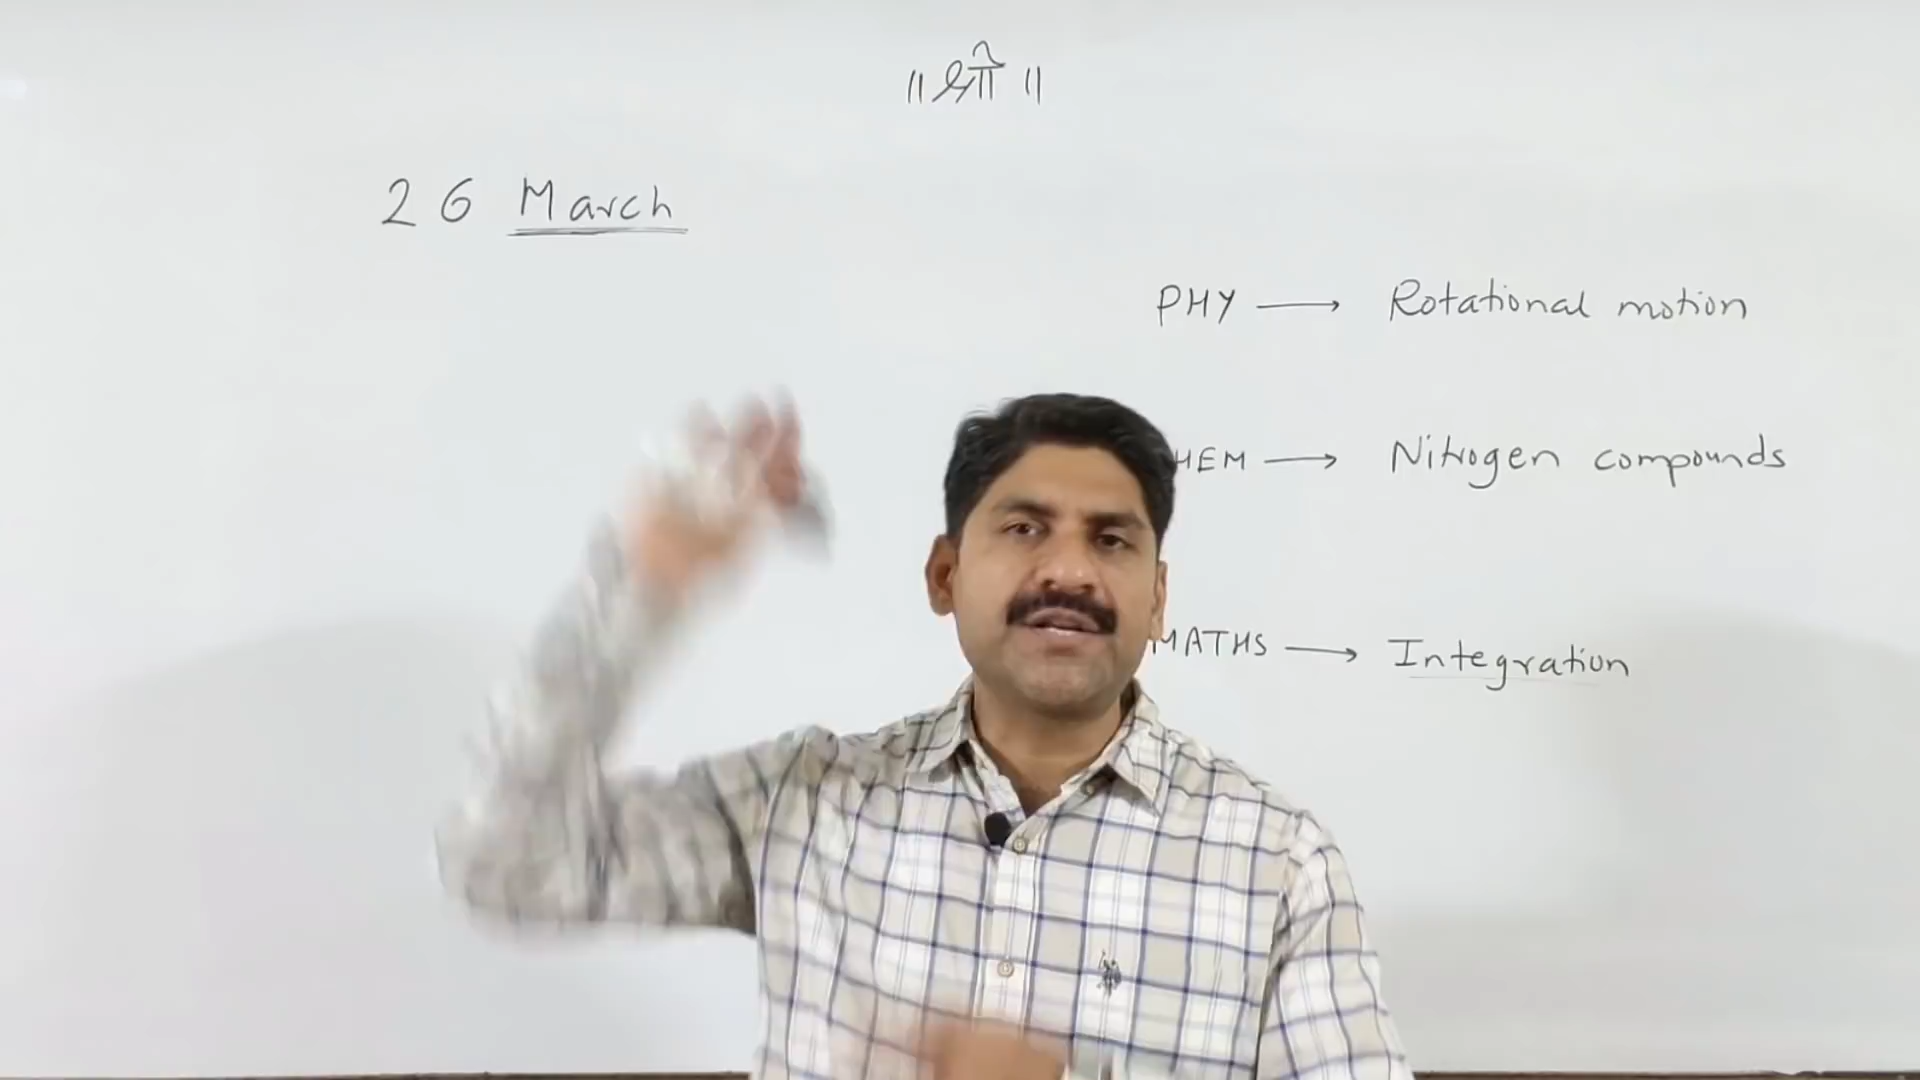 ॥ श्री ॥
26 March
PHY → Rotational motion
HEM → Nitrogen compounds
MATHS → Integration